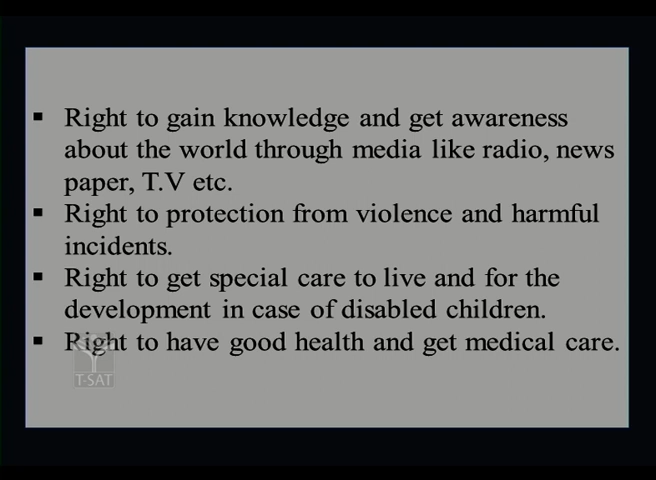 ▪ Right to gain knowledge and get awareness
about the world through media like radio, news
paper, T.V etc.
▪ Right to protection from violence and harmful
incidents.
▪ Right to get special care to live and for the
development in case of disabled children.
▪ Right to have good health and get medical care.
T-SAT